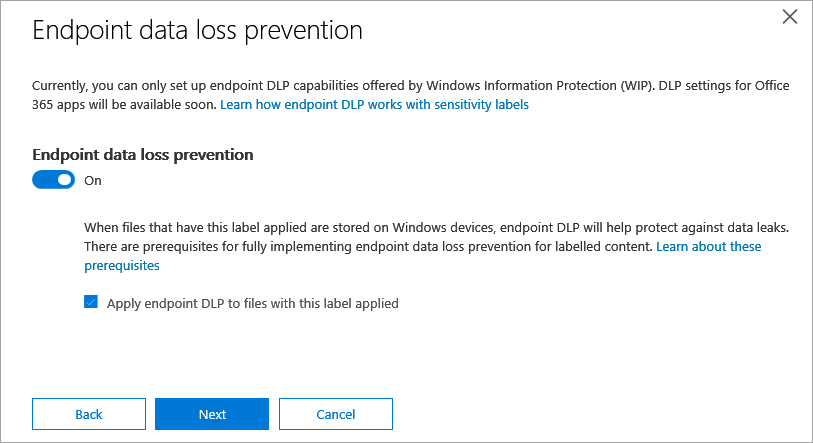 Endpoint data loss prevention
Currently, you can only set up endpoint DLP capabilities offered by Windows Information Protection (WIP). DLP settings for Office
365 apps will be available soon. Learn how endpoint DLP works with sensitivity labels
Endpoint data loss prevention
On
When files that have this label applied are stored on Windows devices, endpoint DLP will help protect against data leaks.
There are prerequisites for fully implementing endpoint data loss prevention for labelled content. Learn about these
prerequisites
Apply endpoint DLP to files with this label applied
Back
Next
Cancel